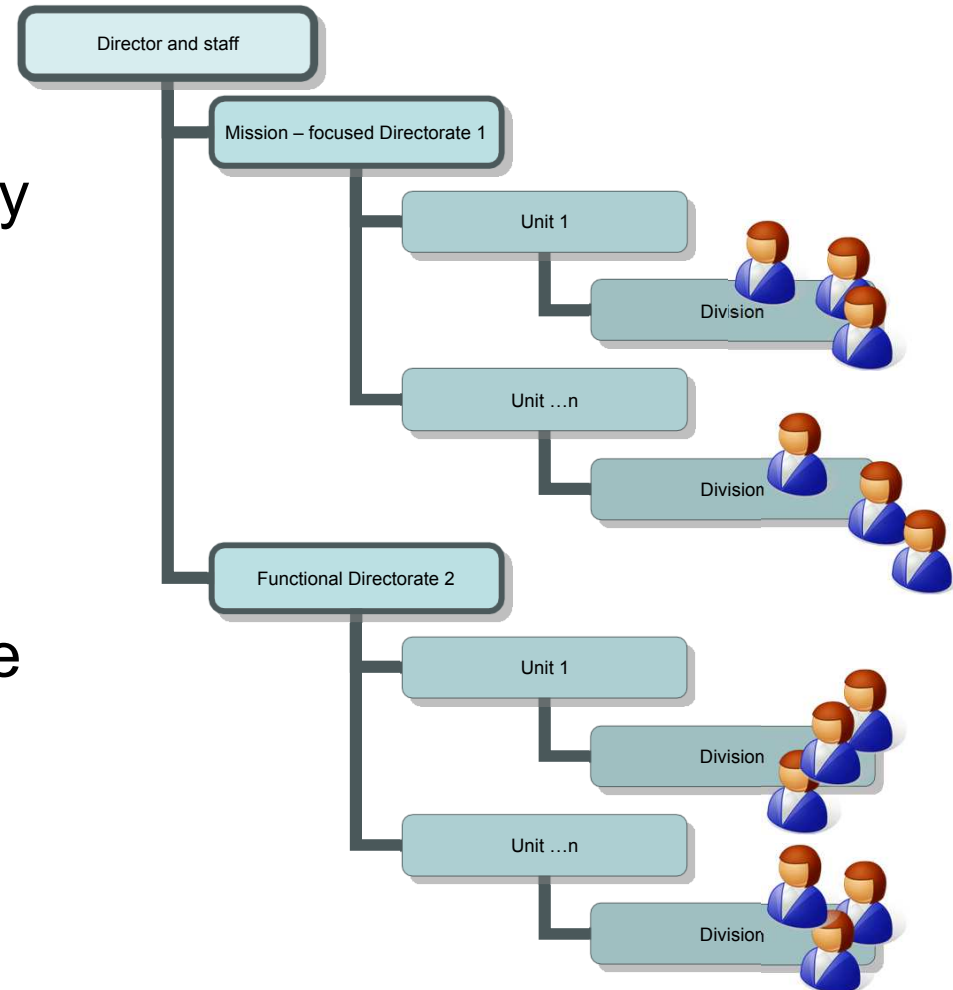 Director and staff
Mission – focused Directorate 1
y
Unit 1
Division
Unit …n
Division
Functional Directorate 2
e
Unit 1
Division
Unit …n
Division